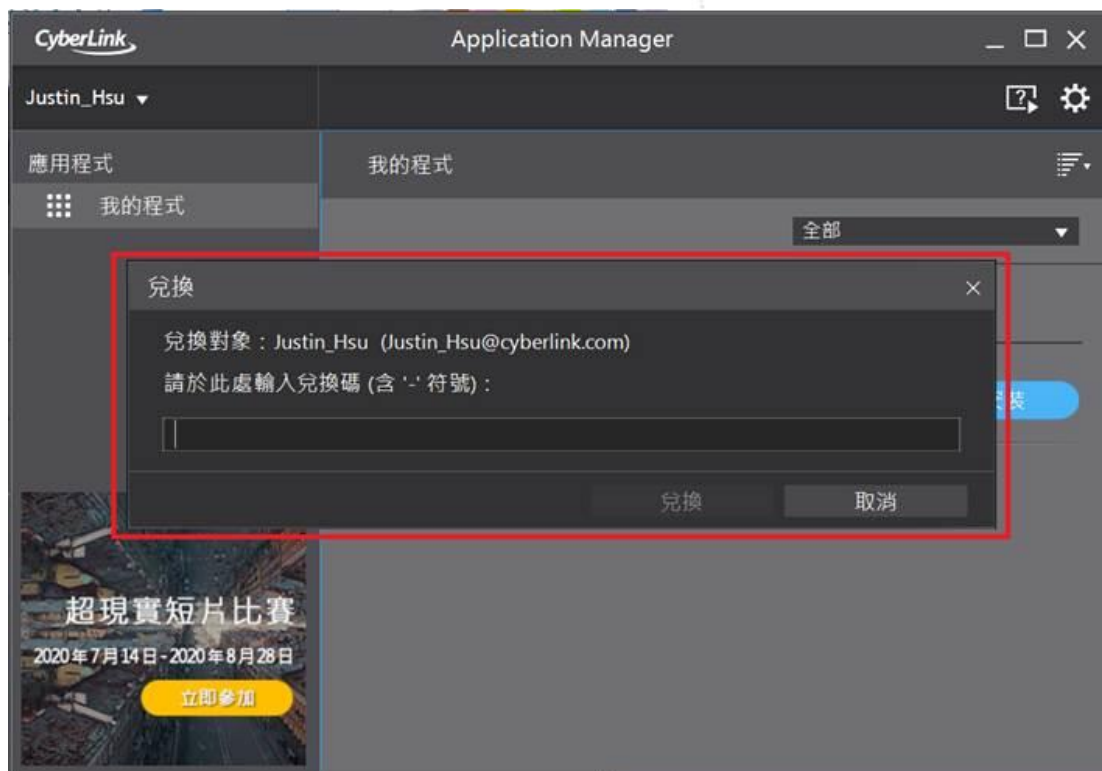 CyberLink
Application Manager
Justin_Hsu
應用程式
我的程式
我的程式
全部
兌換
兌換對象：Justin_Hsu (Justin_Hsu@cyberlink.com)
請於此處輸入兌換碼 (含 '-' 符號)：
裝
兌換
取消
超現實短片比賽
2020年7月14日-2020年8月28日
立即參加